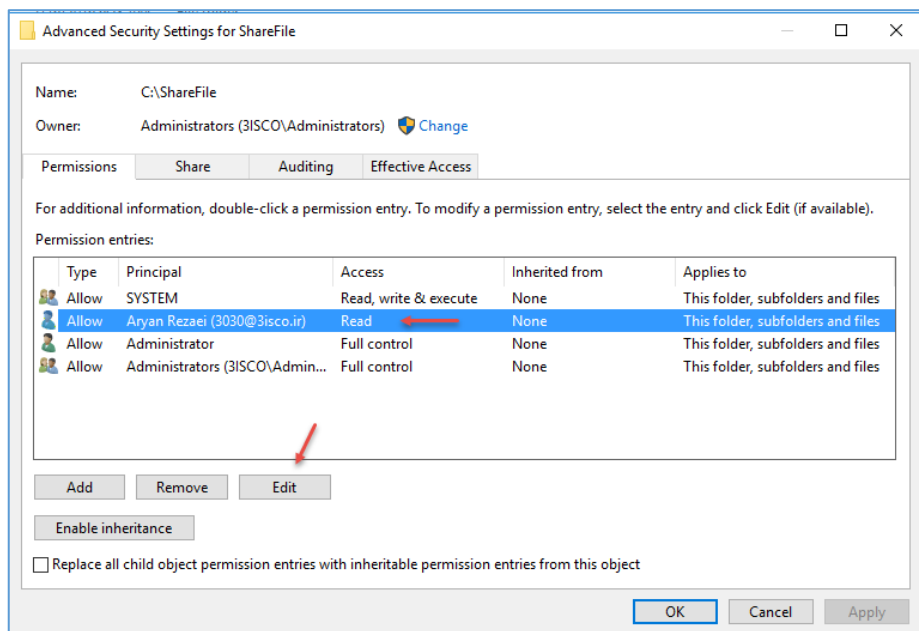 Advanced Security Settings for ShareFile
Name: C:\ShareFile
Owner: Administrators (3ISCO\Administrators) Change
Permissions Share Auditing Effective Access
For additional information, double-click a permission entry. To modify a permission entry, select the entry and click Edit (if available).
Permission entries:
Type Principal Access Inherited from Applies to
Allow SYSTEM Read, write & execute None This folder, subfolders and files
Allow Aryan Rezaei (3030@3isco.ir) Read None This folder, subfolders and files
Allow Administrator Full control None This folder, subfolders and files
Allow Administrators (3ISCO\Admin... Full control None This folder, subfolders and files
Add Remove Edit
Enable inheritance
Replace all child object permission entries with inheritable permission entries from this object
OK Cancel Apply